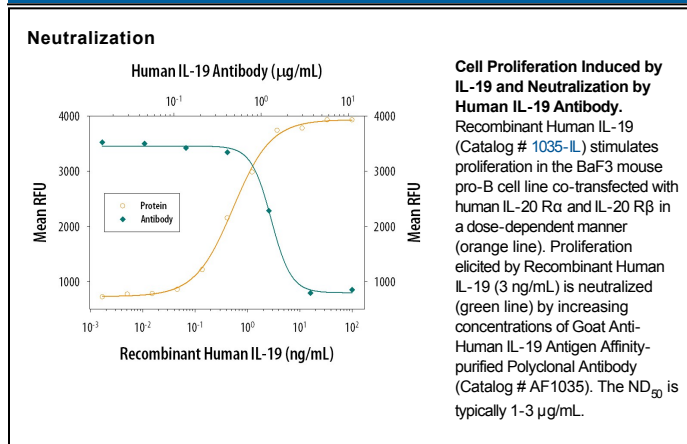 Neutralization
Human IL-19 Antibody (µg/mL)
10⁻¹ 10⁰ 10¹
4000 4000
3000 3000
2000 2000
1000 1000
Mean RFU
Mean RFU
Protein
Antibody
10⁻³ 10⁻² 10⁻¹ 10⁰ 10¹ 10²
Recombinant Human IL-19 (ng/mL)
Cell Proliferation Induced by
IL-19 and Neutralization by
Human IL-19 Antibody.
Recombinant Human IL-19
(Catalog # 1035-IL) stimulates
proliferation in the BaF3 mouse
pro-B cell line co-transfected with
human IL-20 Rα and IL-20 Rβ in
a dose-dependent manner
(orange line). Proliferation
elicited by Recombinant Human
IL-19 (3 ng/mL) is neutralized
(green line) by increasing
concentrations of Goat Anti-
Human IL-19 Antigen Affinity-
purified Polyclonal Antibody
(Catalog # AF1035). The ND₅₀ is
typically 1-3 µg/mL.